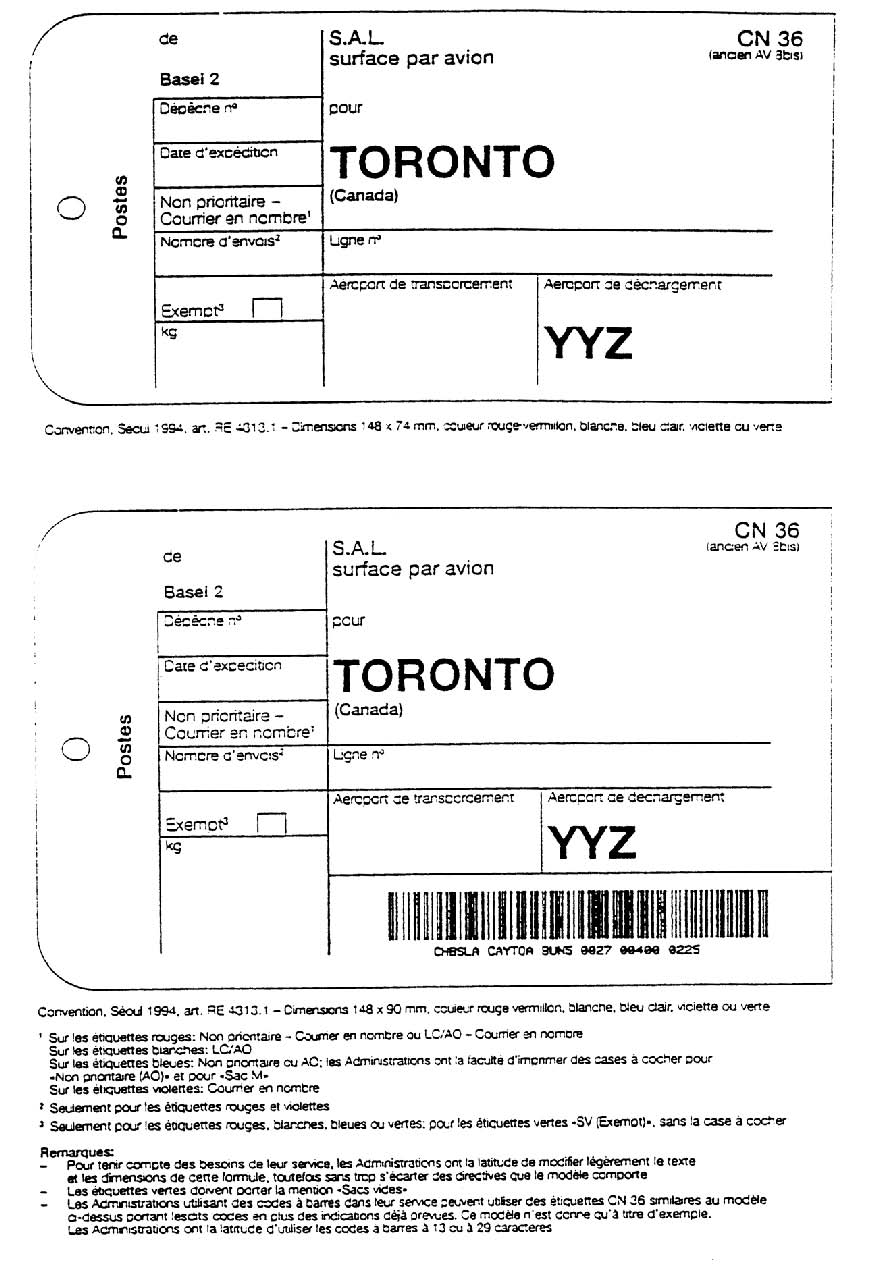 de
Basel 2
S.A.L.
surface par avion
CN 36
(ancien AV 8bis)
Postes
Dépêche nº
pour
Date d'expédition
TORONTO
(Canada)
Non prioritaire –
Courrier en nombre¹
Nombre d'envois²
Ligne nº
Exempt³
Aéroport de transbordement
Aéroport de déchargement
kg
YYZ
Convention, Séoul 1994, art. RE 4313.1 – Dimensions 148 x 74 mm, couleur rouge-vermillon, blanche, bleu clair, violette ou verte
de
Basel 2
S.A.L.
surface par avion
CN 36
(ancien AV 8bis)
Postes
Dépêche nº
pour
Date d'expédition
TORONTO
(Canada)
Non prioritaire –
Courrier en nombre¹
Nombre d'envois²
Ligne nº
Exempt³
Aéroport de transbordement
Aéroport de déchargement
kg
YYZ
CHBSLA CAYTOA BUNS 0027 00400 0225
Convention, Séoul 1994, art. RE 4313.1 – Dimensions 148 x 90 mm, couleur rouge vermillon, blanche, bleu clair, violette ou verte
¹ Sur les étiquettes rouges: Non prioritaire – Courrier en nombre ou LC/AO – Courrier en nombre
Sur les étiquettes blanches: LC/AO
Sur les étiquettes bleues: Non prioritaire ou AO; les Administrations ont la faculté d'imprimer des cases à cocher pour
«Non prioritaire (AO)» et pour «Sac M»
Sur les étiquettes violettes: Courrier en nombre
² Seulement pour les étiquettes rouges et violettes
³ Seulement pour les étiquettes rouges, blanches, bleues ou vertes; pour les étiquettes vertes «SV (Exempt)», sans la case à cocher
Remarques:
– Pour tenir compte des besoins de leur service, les Administrations ont la latitude de modifier légèrement le texte
et les dimensions de cette formule, toutefois sans trop s'écarter des directives que le modèle comporte
– Les étiquettes vertes doivent porter la mention «Sacs vides»
– Les Administrations utilisant des codes à barres dans leur service peuvent utiliser des étiquettes CN 36 similaires au modèle
ci-dessus portant lesdits codes en plus des indications déjà prévues. Ce modèle n'est donné qu'à titre d'exemple.
Les Administrations ont la latitude d'utiliser les codes à barres à 13 ou à 29 caractères